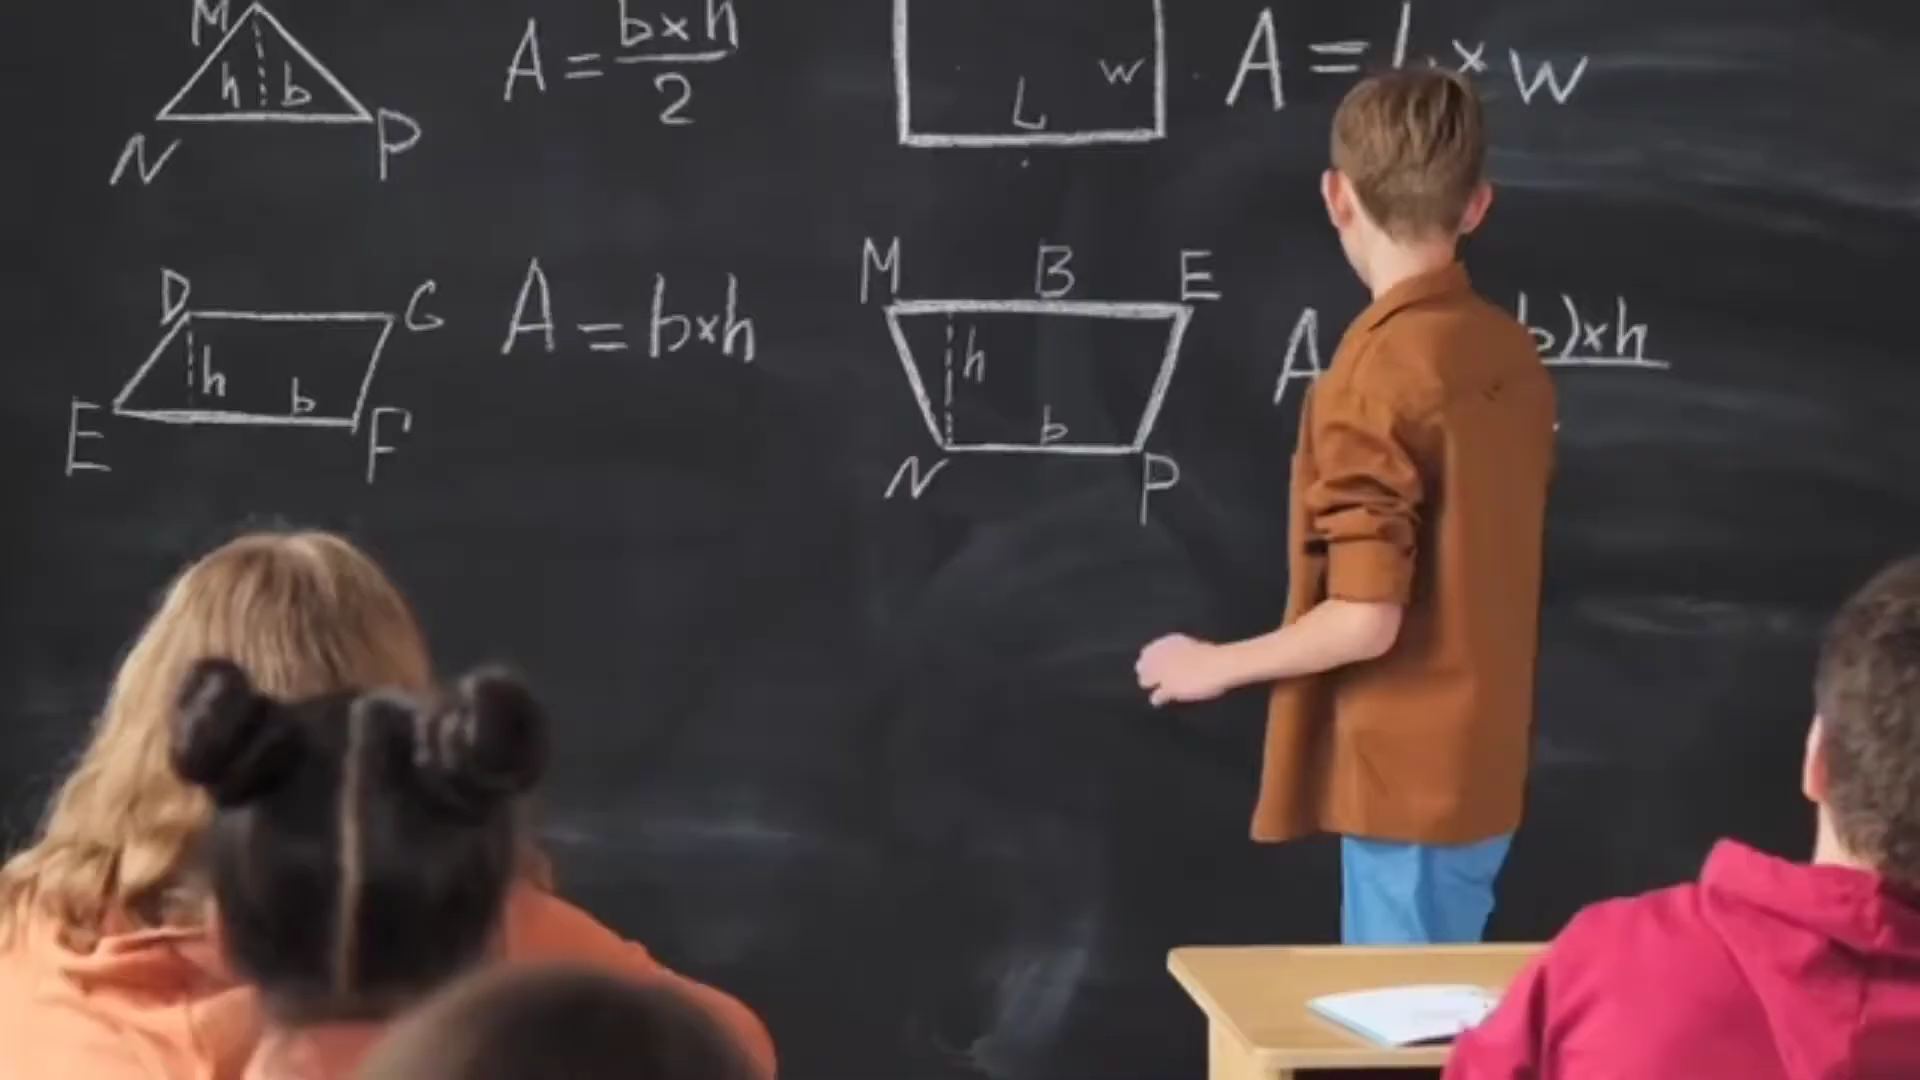 M
h b
N P
A = b×h
2
w
L
A = L × w
D G
h b
E F
A = b×h
M B E
h
b
N P
A b)×h